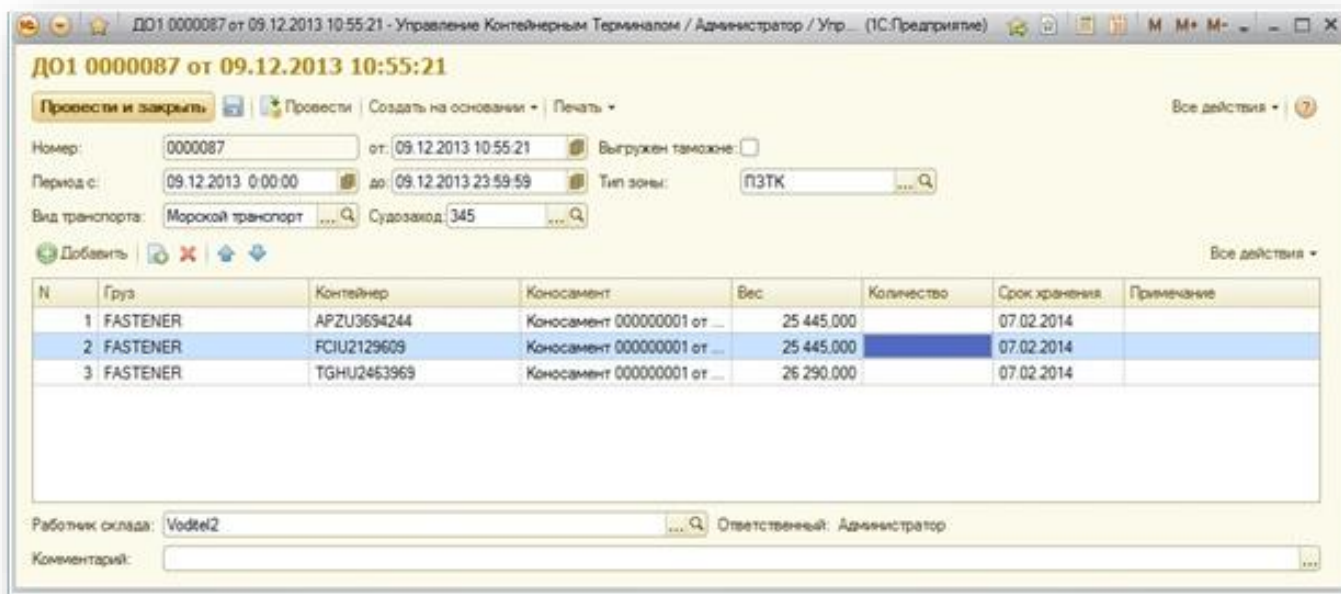 ДО1 0000087 от 09.12.2013 10:55:21 - Управление Контейнерным Терминалом / Администратор / Упр... (1С:Предприятие) M M+ M-
ДО1 0000087 от 09.12.2013 10:55:21
Провести и закрыть Провести Создать на основании Печать Все действия
Номер: 0000087 от: 09.12.2013 10:55:21 Выгружен таможне:
Период с: 09.12.2013 0:00:00 до: 09.12.2013 23:59:59 Тип зоны: ПЗТК ...
Вид транспорта: Морской транспорт ... Судозаход: 345 ...
Добавить Все действия
N Груз Контейнер Коносамент Вес Количество Срок хранения Примечание
1 FASTENER APZU3694244 Коносамент 000000001 от ... 25 445,000 07.02.2014
2 FASTENER FCIU2129609 Коносамент 000000001 от ... 25 445,000 07.02.2014
3 FASTENER TGHU2463969 Коносамент 000000001 от ... 26 290,000 07.02.2014
Работник склада: Voditel2 ... Ответственный: Администратор
Комментарий: ...